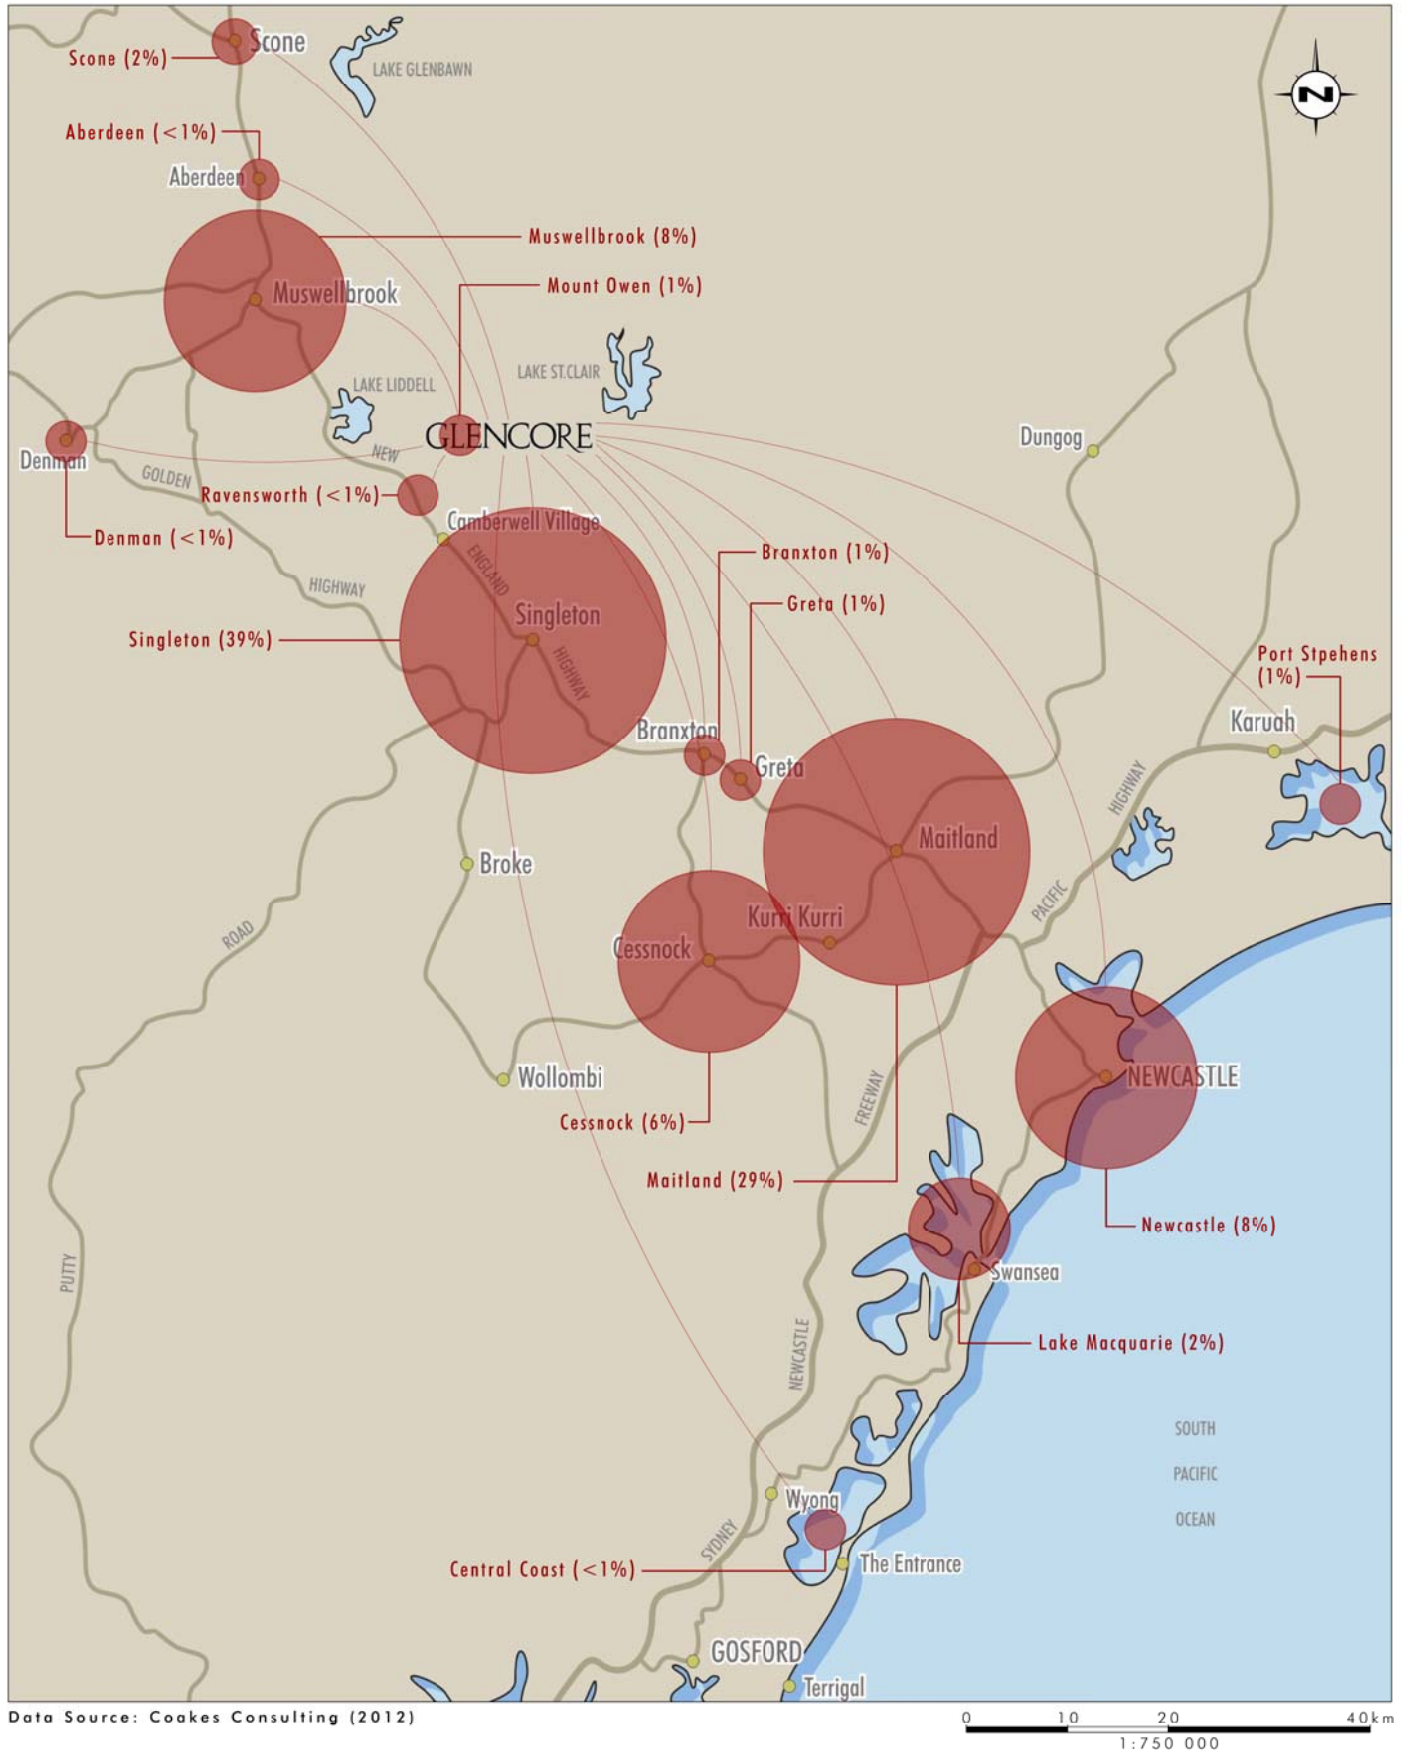 Scone
Scone (2%)
LAKE GLENBAWN
N
Aberdeen (<1%)
Aberdeen
Muswellbrook (8%)
Mount Owen (1%)
Muswellbrook
LAKE ST.CLAIR
LAKE LIDDELL
GLENCORE
Dungog
Denman
NEW
GOLDEN
Ravensworth (<1%)
Camberwell Village
Denman (<1%)
Branxton (1%)
ENGLAND
HIGHWAY
Greta (1%)
Singleton
Singleton (39%)
Port Stpehens
(1%)
HIGHWAY
Karuah
Branxton
Greta
HIGHWAY
Maitland
Broke
PACIFIC
Kurri Kurri
ROAD
Cessnock
NEWCASTLE
Wollombi
FREEWAY
Cessnock (6%)
Maitland (29%)
Newcastle (8%)
PUTTY
Swansea
Lake Macquarie (2%)
NEWCASTLE
SOUTH
PACIFIC
OCEAN
Wyong
SYDNEY
The Entrance
Central Coast (<1%)
GOSFORD
Terrigal
Data Source: Coakes Consulting (2012)
0 10 20 40km
1:750 000